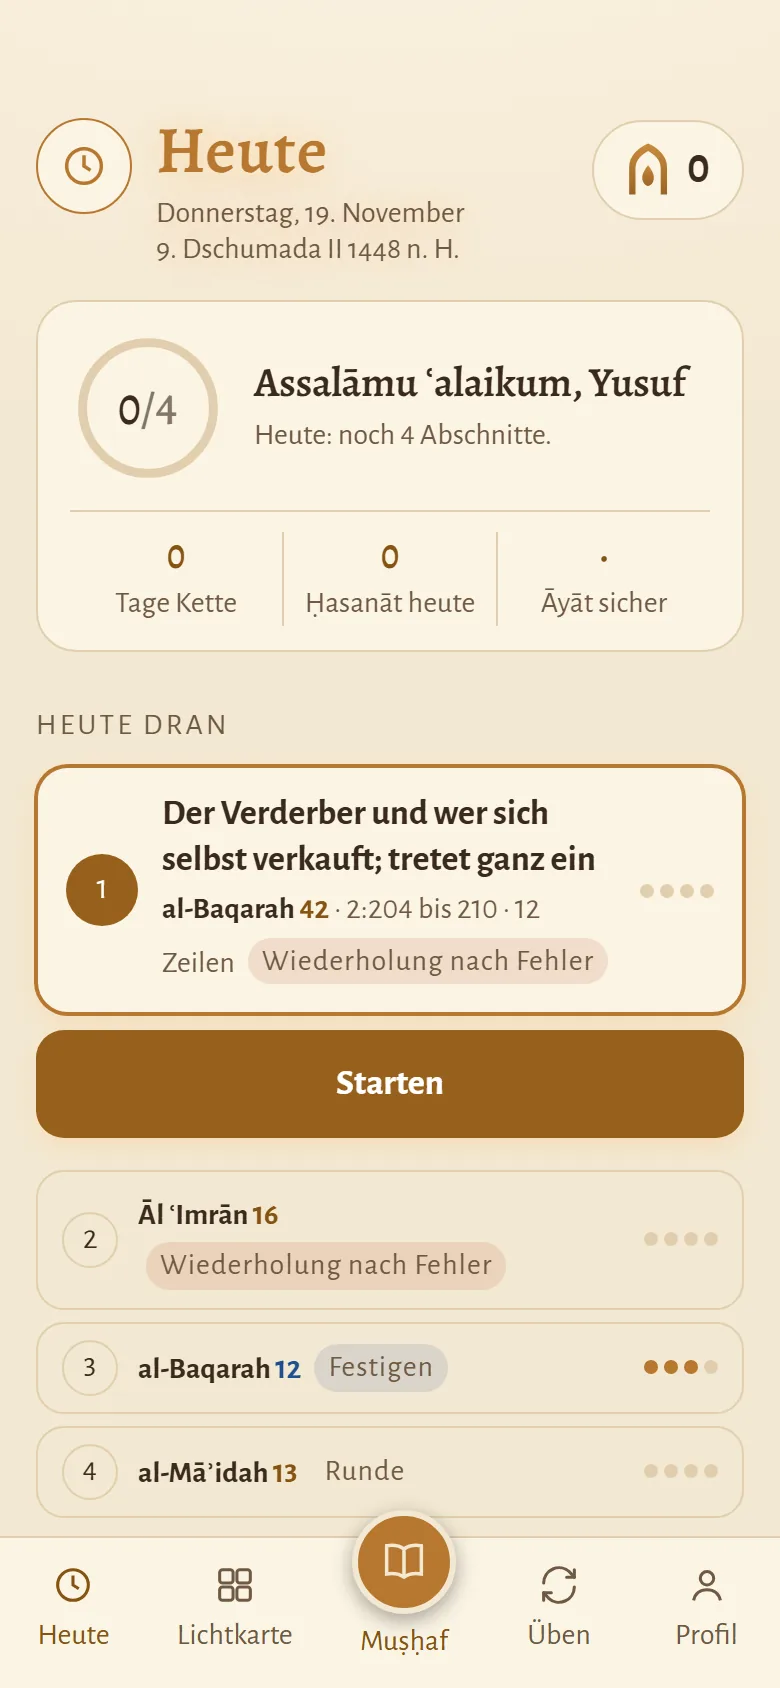 Heute
0
Donnerstag, 19. November
9. Dschumada II 1448 n. H.
0/4
Assalāmu ʿalaikum, Yusuf
Heute: noch 4 Abschnitte.
0
Tage Kette
0
Ḥasanāt heute
·
Āyāt sicher
HEUTE DRAN
1
Der Verderber und wer sich
selbst verkauft; tretet ganz ein
al-Baqarah 42 · 2:204 bis 210 · 12
Zeilen Wiederholung nach Fehler
Starten
2
Āl ʿImrān 16
Wiederholung nach Fehler
3 al-Baqarah 12 Festigen
4 al-Māʾidah 13 Runde
Heute
Lichtkarte
Muṣḥaf
Üben
Profil